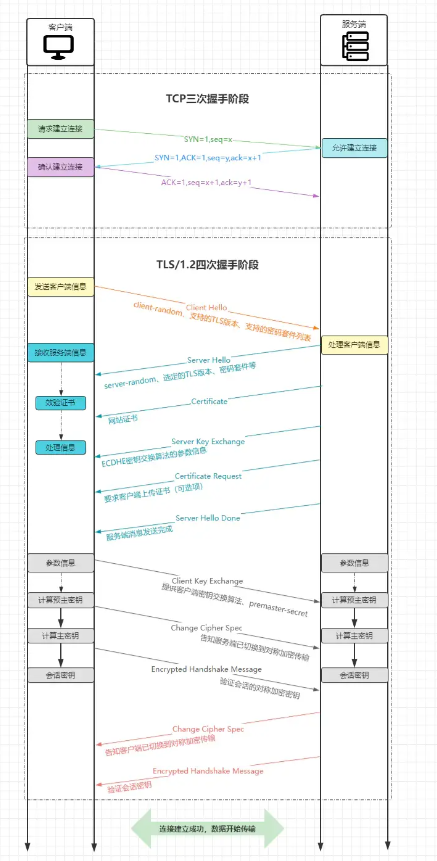 客户端
服务端
TCP三次握手阶段
请求建立连接
SYN=1,seq=x
允许建立连接
SYN=1,ACK=1,seq=y,ack=x+1
确认建立连接
ACK=1,seq=x+1,ack=y+1
TLS/1.2四次握手阶段
发送客户端信息
Client Hello
client-random、支持的TLS版本、支持的密码套件列表
处理客户端信息
接收服务端信息
Server Hello
server-random、选定的TLS版本、密码套件等
效验证书
Certificate
网站证书
处理信息
Server Key Exchange
ECDHE密钥交换算法的参数信息
Certificate Request
要求客户端上传证书（可选项）
Server Hello Done
服务端消息发送完成
参数信息
参数信息
Client Key Exchange
提供客户端密钥交换算法、premaster-secret
计算预主密钥
计算预主密钥
Change Cipher Spec
告知服务端已切换到对称加密传输
计算主密钥
计算主密钥
Encrypted Handshake Message
验证会话的对称加密密钥
会话密钥
会话密钥
Change Cipher Spec
告知客户端已切换到对称加密传输
Encrypted Handshake Message
验证会话密钥
连接建立成功，数据开始传输